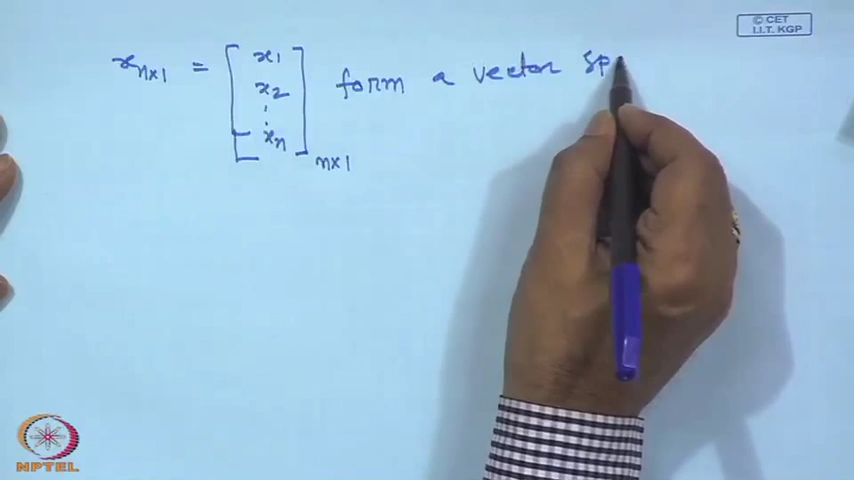 © CET
I.I.T. KGP
x_{n×1} = [ x_1 x_2 ⋮ x_n ]_{n×1} form a vector sp
NPTEL